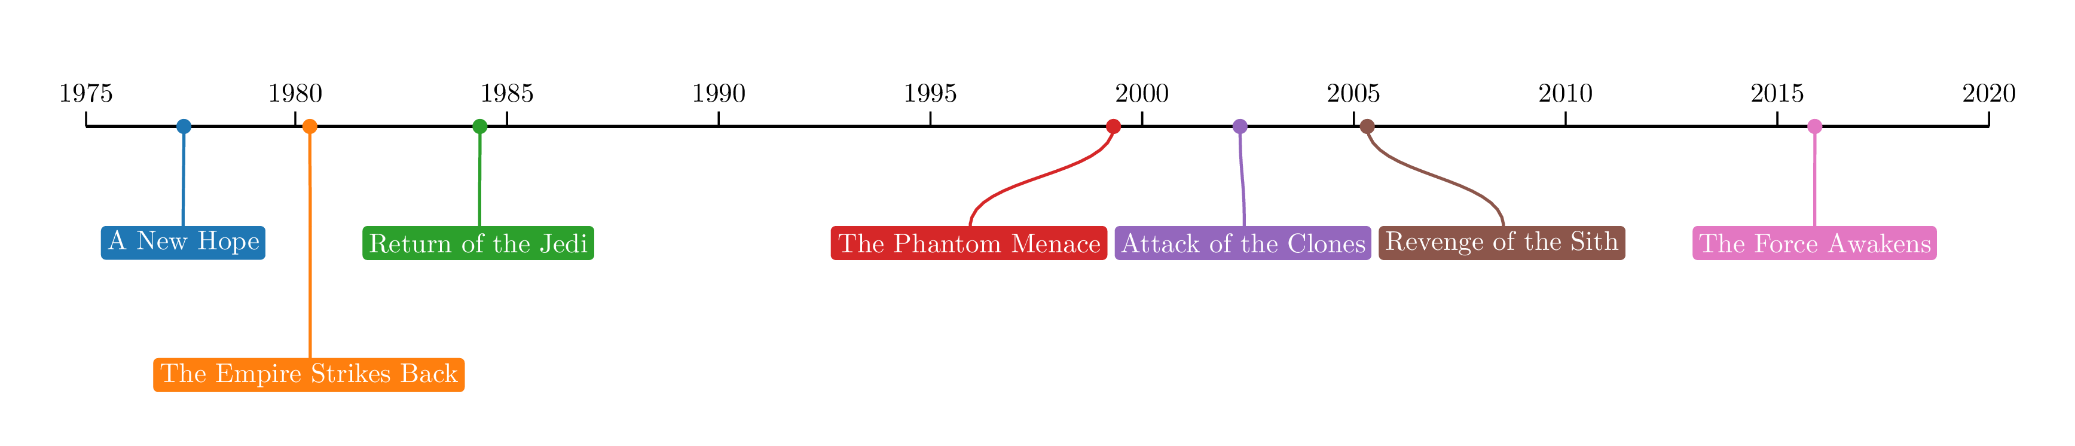 1975 1980 1985 1990 1995 2000 2005 2010 2015 2020
A New Hope Return of the Jedi The Phantom Menace Attack of the Clones Revenge of the Sith The Force Awakens
The Empire Strikes Back